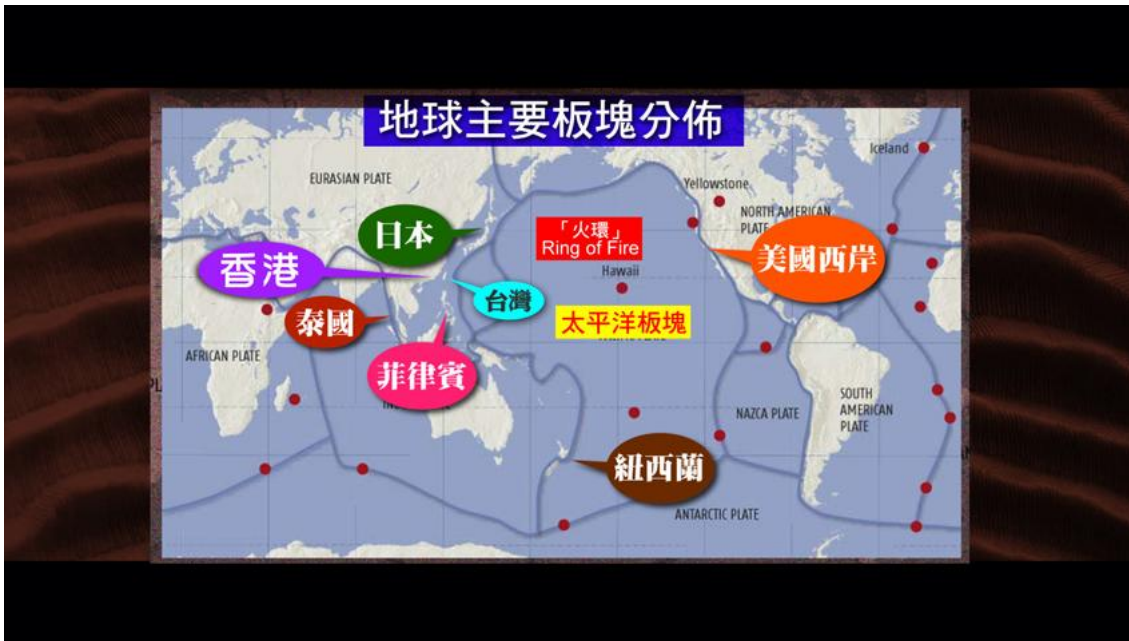 地球主要板塊分佈
Iceland
EURASIAN PLATE
Yellowstone
NORTH AMERICAN
PLATE
日本
「火環」
Ring of Fire
香港
美國西岸
Hawaii
台灣
泰國
太平洋板塊
AFRICAN PLATE
菲律賓
SOUTH
AMERICAN
PLATE
NAZCA PLATE
紐西蘭
ANTARCTIC PLATE